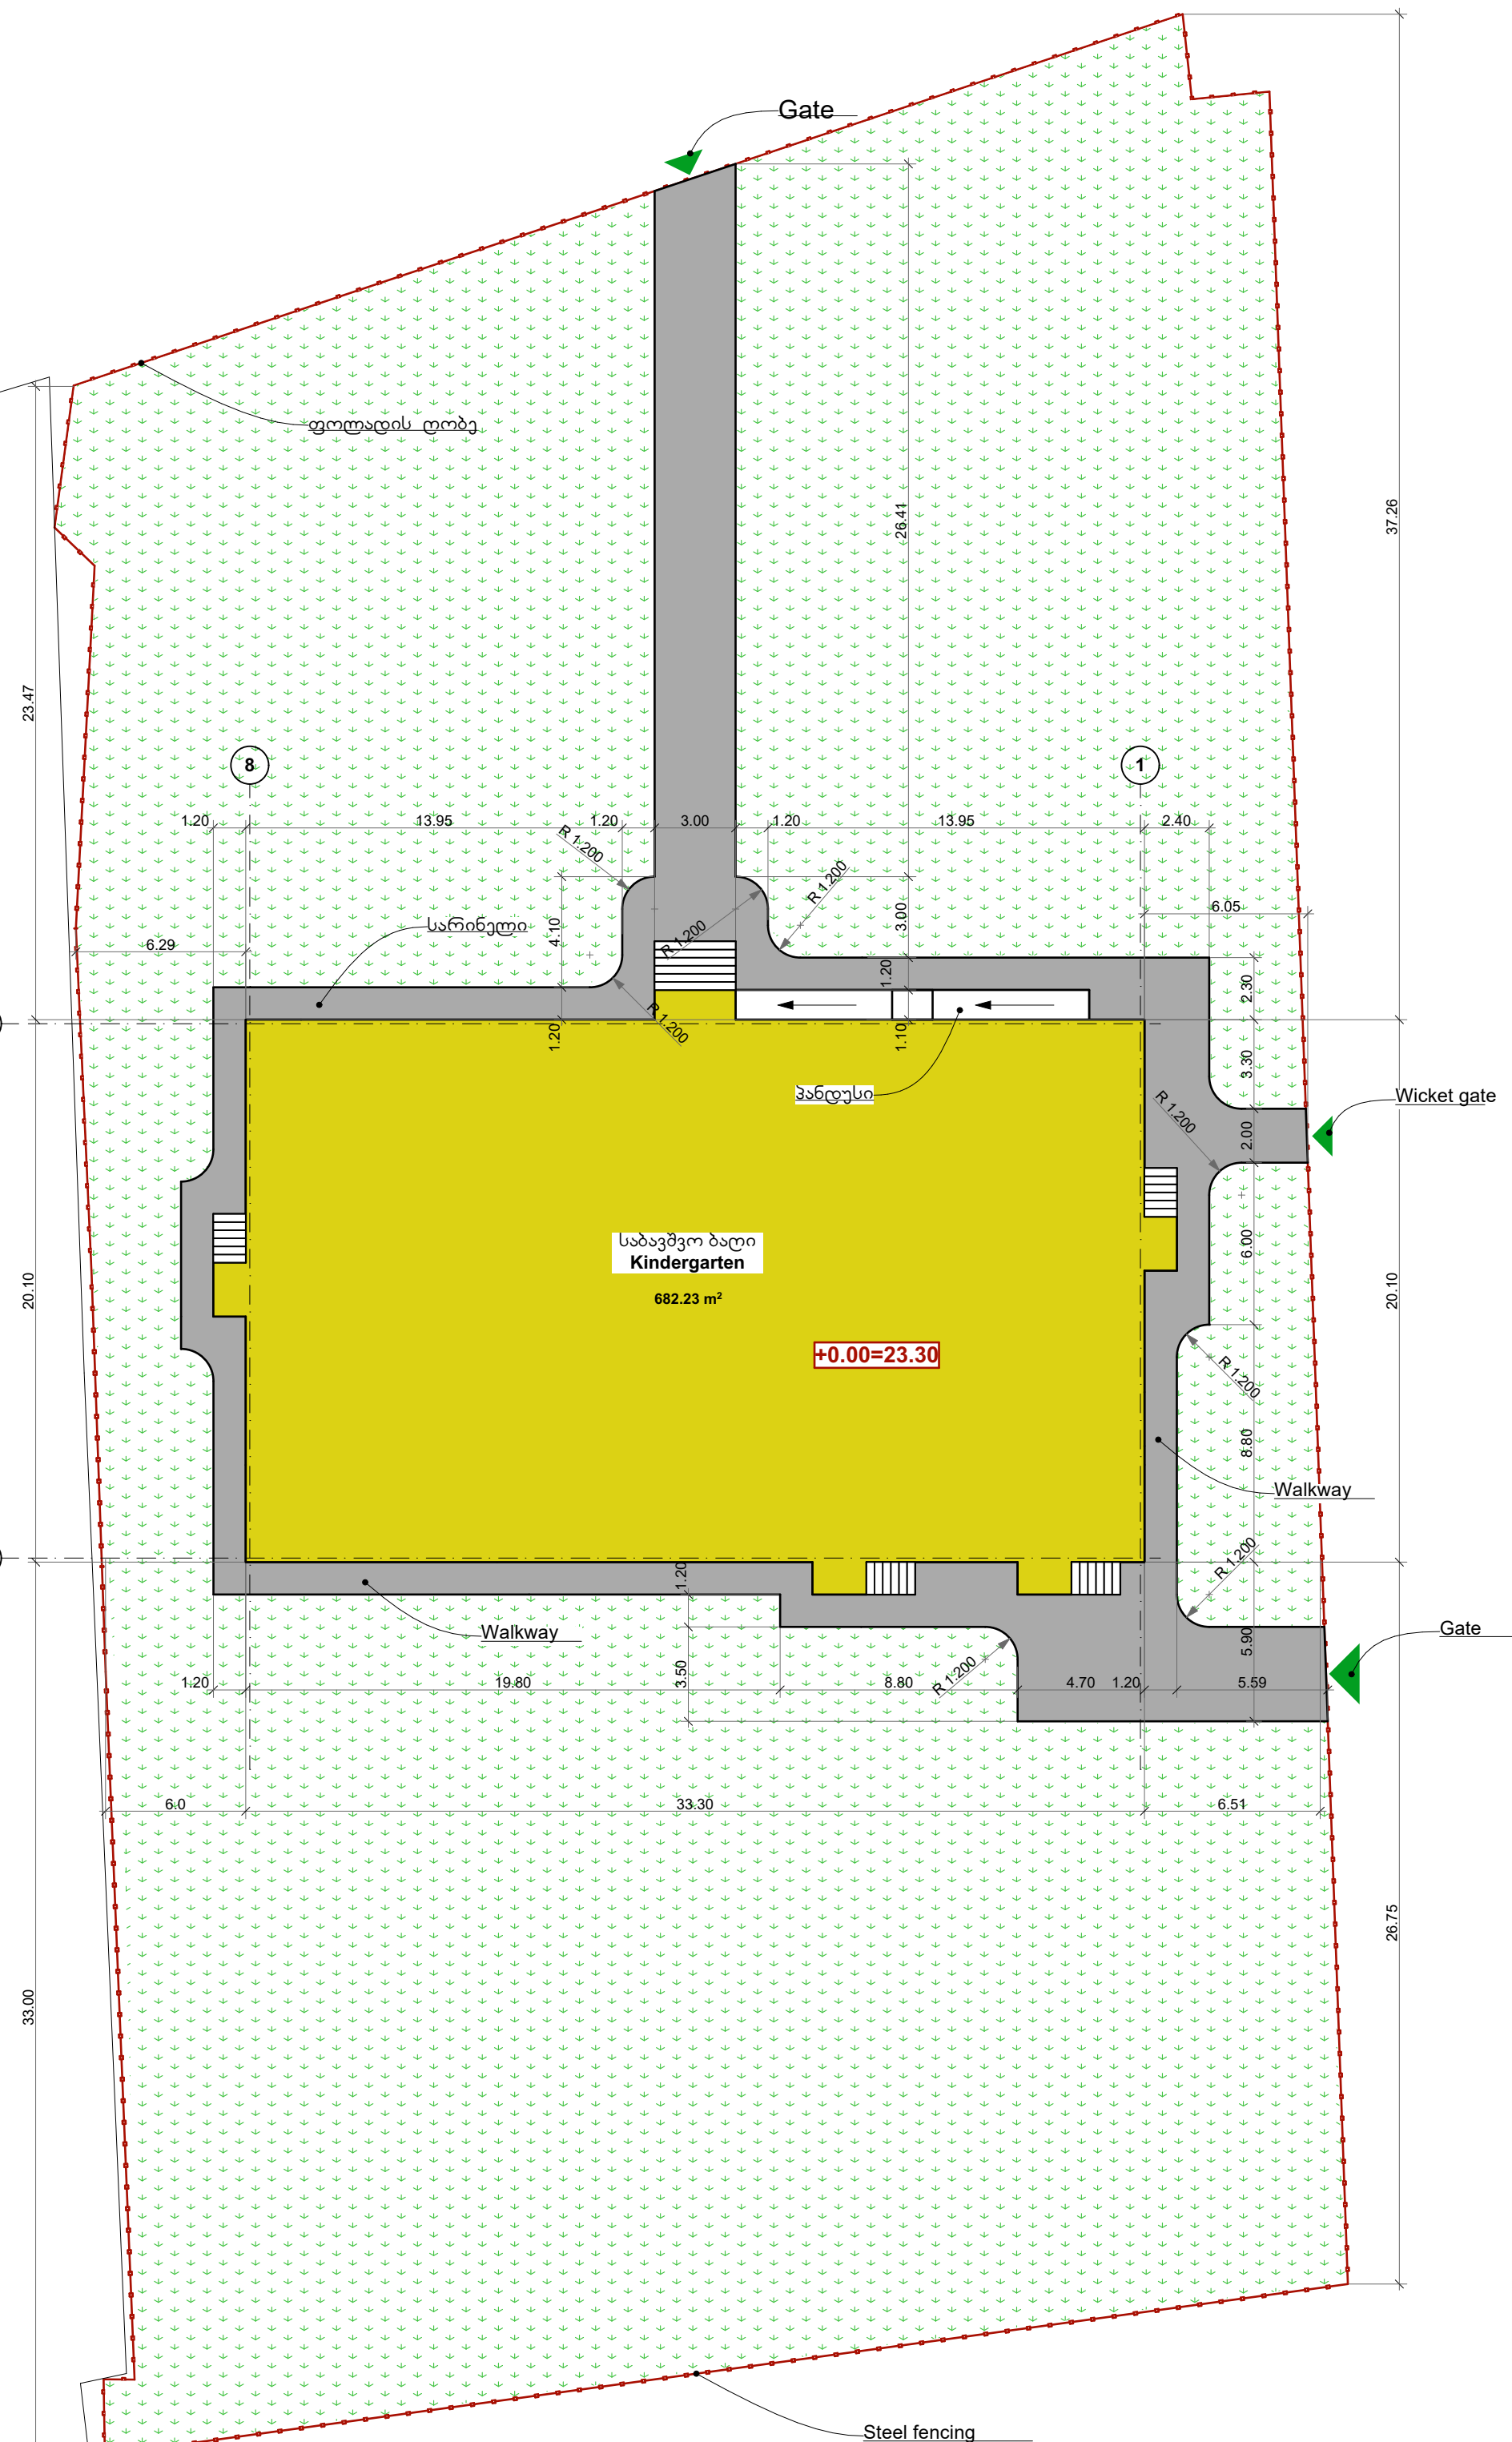 Gate
ფოლადის ღობე
26.41
37.26
23.47
8
1
1.20
13.95
1.20
3.00
1.20
13.95
2.40
R 1.200
R 1.200
სარინელი
4.10
R 1.200
3.00
6.05
6.29
1.20
2.30
R 1.200
1.20
1.10
3.30
პანდუსი
Wicket gate
R 1.200
2.00
საბავშვო ბაღი
Kindergarten
682.23 m²
6.00
20.10
20.10
+0.00=23.30
R 1.200
8.80
Walkway
R 1.200
1.20
Walkway
Gate
5.90
3.50
R 1.200
1.20
19.80
8.80
4.70
1.20
5.59
6.0
33.30
6.51
26.75
33.00
Steel fencing